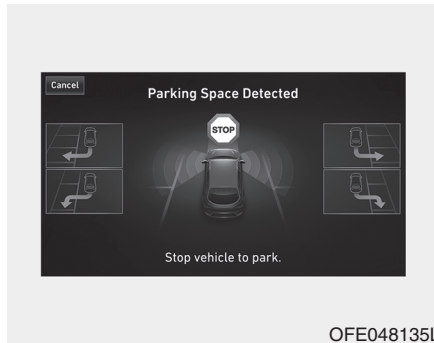 Cancel
Parking Space Detected
STOP
Stop vehicle to park.
OFE048135L